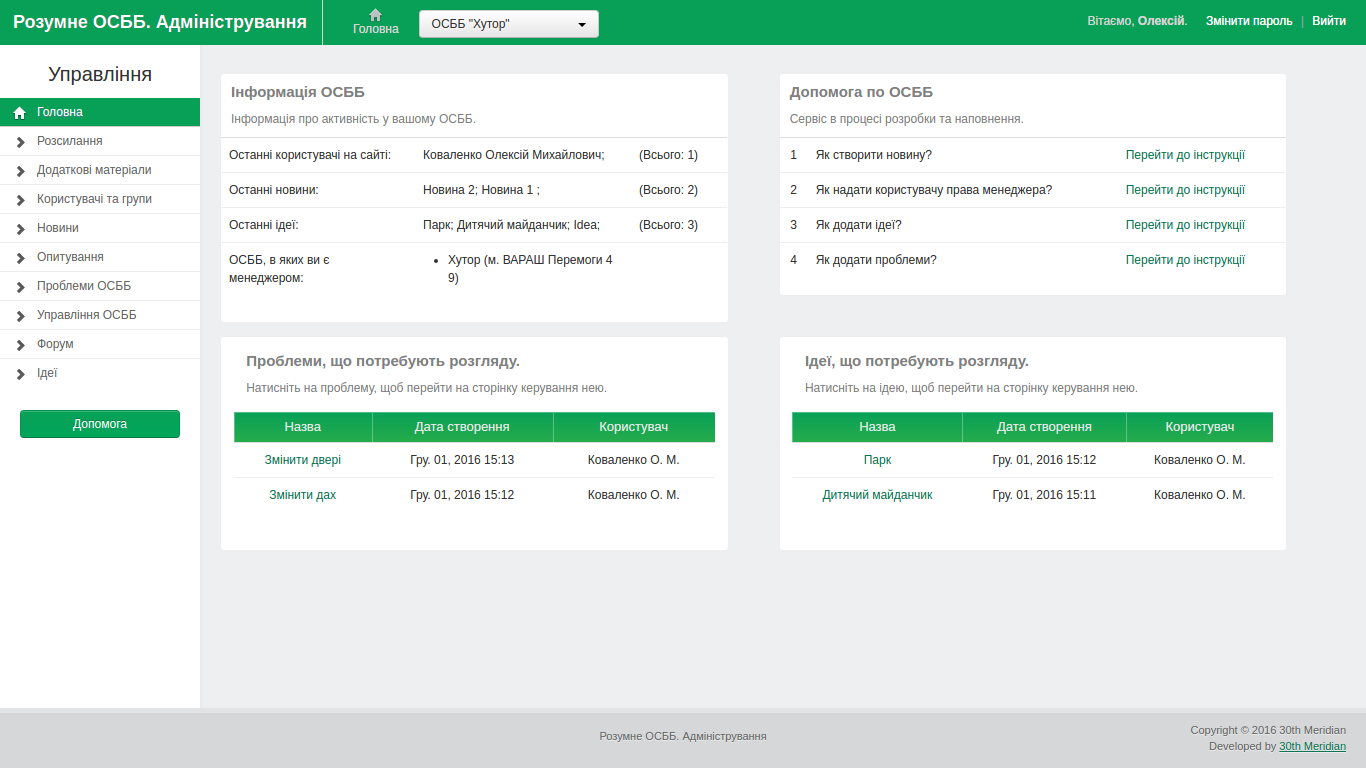 Розумне ОСББ. Адміністрування
Головна
ОСББ "Хутор"
Вітаємо, Олексій. Змінити пароль | Вийти
Управління
Головна
Розсилання
Додаткові матеріали
Користувачі та групи
Новини
Опитування
Проблеми ОСББ
Управління ОСББ
Форум
Ідеї
Допомога
Інформація ОСББ
Інформація про активність у вашому ОСББ.
Останні користувачі на сайті: Коваленко Олексій Михайлович; (Всього: 1)
Останні новини: Новина 2; Новина 1 ; (Всього: 2)
Останні ідеї: Парк; Дитячий майданчик; Idea; (Всього: 3)
ОСББ, в яких ви є • Хутор (м. ВАРАШ Перемоги 4
менеджером: 9)
Допомога по ОСББ
Сервіс в процесі розробки та наповнення.
1 Як створити новину? Перейти до інструкції
2 Як надати користувачу права менеджера? Перейти до інструкції
3 Як додати ідеї? Перейти до інструкції
4 Як додати проблеми? Перейти до інструкції
Проблеми, що потребують розгляду.
Натисніть на проблему, щоб перейти на сторінку керування нею.
Назва Дата створення Користувач
Змінити двері Гру. 01, 2016 15:13 Коваленко О. М.
Змінити дах Гру. 01, 2016 15:12 Коваленко О. М.
Ідеї, що потребують розгляду.
Натисніть на ідею, щоб перейти на сторінку керування нею.
Назва Дата створення Користувач
Парк Гру. 01, 2016 15:12 Коваленко О. М.
Дитячий майданчик Гру. 01, 2016 15:11 Коваленко О. М.
Розумне ОСББ. Адміністрування
Copyright © 2016 30th Meridian
Developed by 30th Meridian